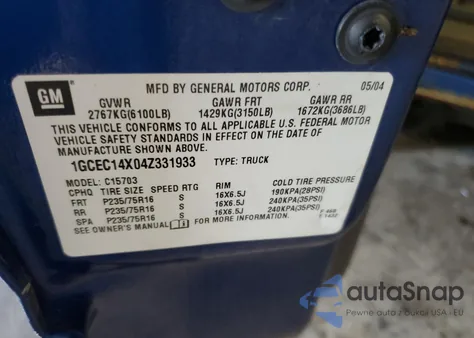 GM
MFD BY GENERAL MOTORS CORP. 05/04
GVWR GAWR FRT GAWR RR
2767KG(6100LB) 1429KG(3150LB) 1672KG(3686LB)
THIS VEHICLE CONFORMS TO ALL APPLICABLE U.S. FEDERAL MOTOR
VEHICLE SAFETY STANDARDS IN EFFECT ON THE DATE OF
MANUFACTURE SHOWN ABOVE.
1GCEC14X04Z331933 TYPE: TRUCK
MODEL: C15703
CPHQ TIRE SIZE SPEED RTG RIM COLD TIRE PRESSURE
FRT P235/75R16 S 16X6.5J 190KPA(28PSI)
RR P235/75R16 S 16X6.5J 240KPA(35PSI)
SPA P235/75R16 S 16X6.5J 240KPA(35PSI)
SEE OWNER'S MANUAL FOR ADDITIONAL INFORMATION.
autoSnap
Pewne auto z aukcji USA i EU